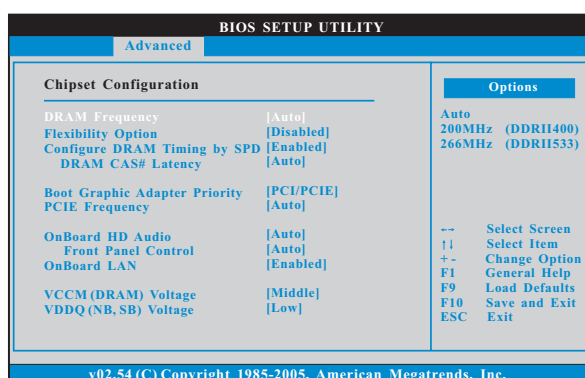 BIOS SETUP UTILITY
Advanced
Chipset Configuration
DRAM Frequency [Auto]
Flexibility Option [Disabled]
Configure DRAM Timing by SPD [Enabled]
DRAM CAS# Latency [Auto]
Boot Graphic Adapter Priority [PCI/PCIE]
PCIE Frequency [Auto]
OnBoard HD Audio [Auto]
Front Panel Control [Auto]
OnBoard LAN [Enabled]
VCCM (DRAM) Voltage [Middle]
VDDQ (NB, SB) Voltage [Low]
Options
Auto
200MHz (DDRII400)
266MHz (DDRII533)
←→ Select Screen
↑↓ Select Item
+ - Change Option
F1 General Help
F9 Load Defaults
F10 Save and Exit
ESC Exit
v02.54 (C) Copyright 1985-2005, American Megatrends, Inc.